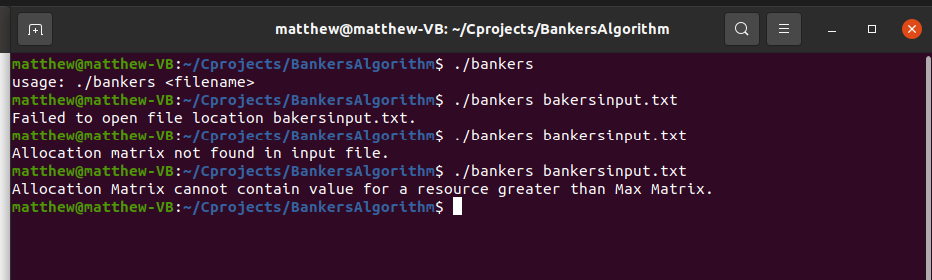 matthew@matthew-VB: ~/Cprojects/BankersAlgorithm
matthew@matthew-VB:~/Cprojects/BankersAlgorithm$ ./bankers
usage: ./bankers <filename>
matthew@matthew-VB:~/Cprojects/BankersAlgorithm$ ./bankers bakersinput.txt
Failed to open file location bakersinput.txt.
matthew@matthew-VB:~/Cprojects/BankersAlgorithm$ ./bankers bankersinput.txt
Allocation matrix not found in input file.
matthew@matthew-VB:~/Cprojects/BankersAlgorithm$ ./bankers bankersinput.txt
Allocation Matrix cannot contain value for a resource greater than Max Matrix.
matthew@matthew-VB:~/Cprojects/BankersAlgorithm$